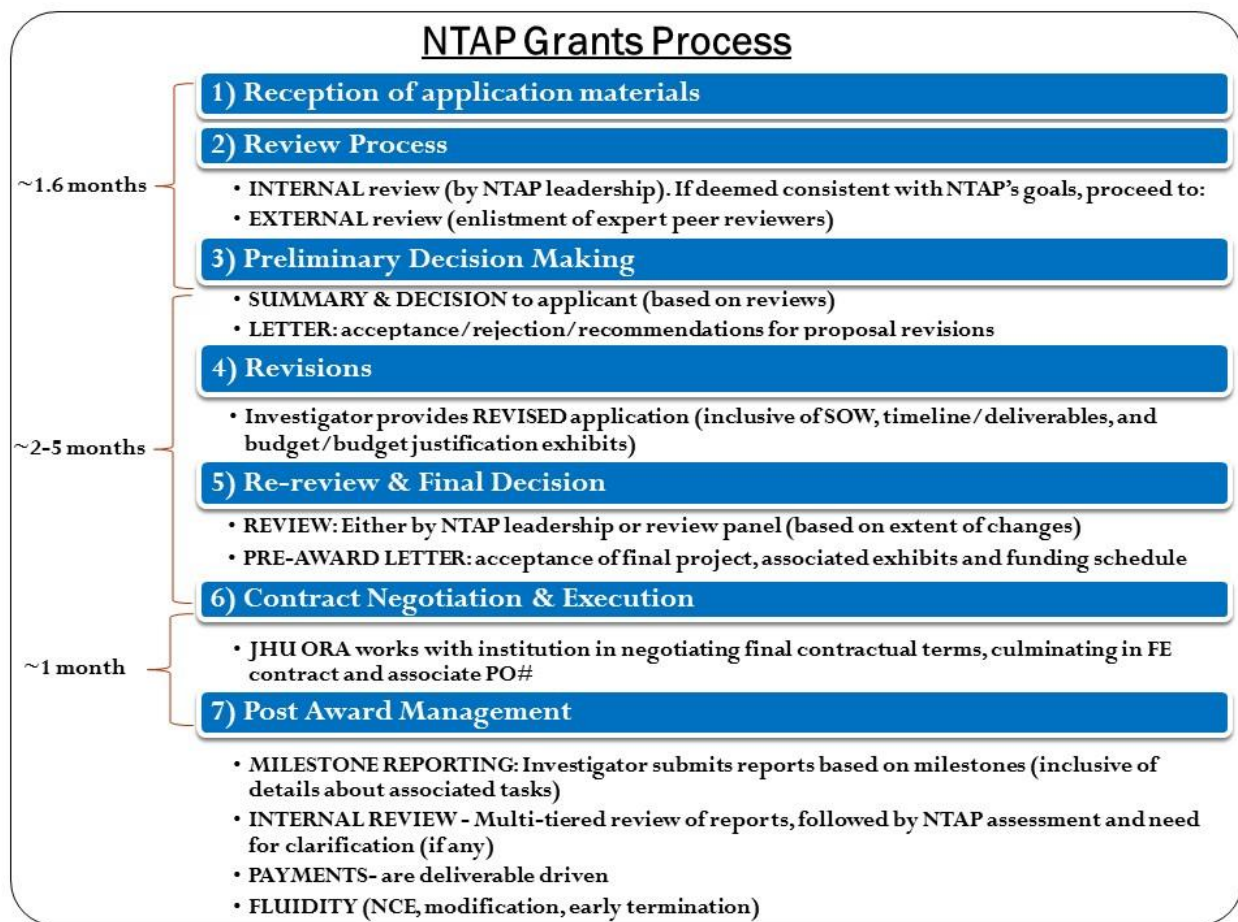 NTAP Grants Process
1) Reception of application materials
2) Review Process
~1.6 months
• INTERNAL review (by NTAP leadership). If deemed consistent with NTAP's goals, proceed to:
• EXTERNAL review (enlistment of expert peer reviewers)
3) Preliminary Decision Making
• SUMMARY & DECISION to applicant (based on reviews)
• LETTER: acceptance/rejection/recommendations for proposal revisions
4) Revisions
• Investigator provides REVISED application (inclusive of SOW, timeline/deliverables, and
budget/budget justification exhibits)
~2-5 months
5) Re-review & Final Decision
• REVIEW: Either by NTAP leadership or review panel (based on extent of changes)
• PRE-AWARD LETTER: acceptance of final project, associated exhibits and funding schedule
6) Contract Negotiation & Execution
~1 month
• JHU ORA works with institution in negotiating final contractual terms, culminating in FE
contract and associate PO#
7) Post Award Management
• MILESTONE REPORTING: Investigator submits reports based on milestones (inclusive of
details about associated tasks)
• INTERNAL REVIEW - Multi-tiered review of reports, followed by NTAP assessment and need
for clarification (if any)
• PAYMENTS- are deliverable driven
• FLUIDITY (NCE, modification, early termination)